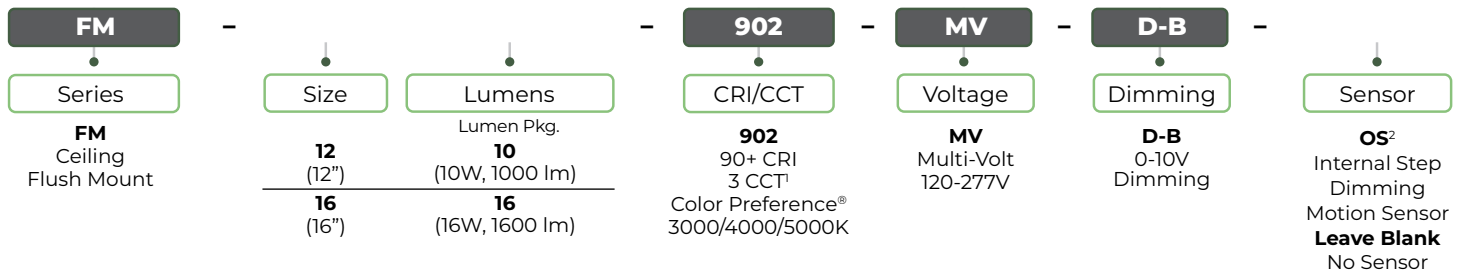 FM – – 902 – MV – D-B –
Series Size Lumens CRI/CCT Voltage Dimming Sensor
FM
Ceiling
Flush Mount
12
(12”)
16
(16”)
Lumen Pkg.
10
(10W, 1000 lm)
16
(16W, 1600 lm)
902
90+ CRI
3 CCT¹
Color Preference®
3000/4000/5000K
MV
Multi-Volt
120-277V
D-B
0-10V
Dimming
OS²
Internal Step
Dimming
Motion Sensor
Leave Blank
No Sensor